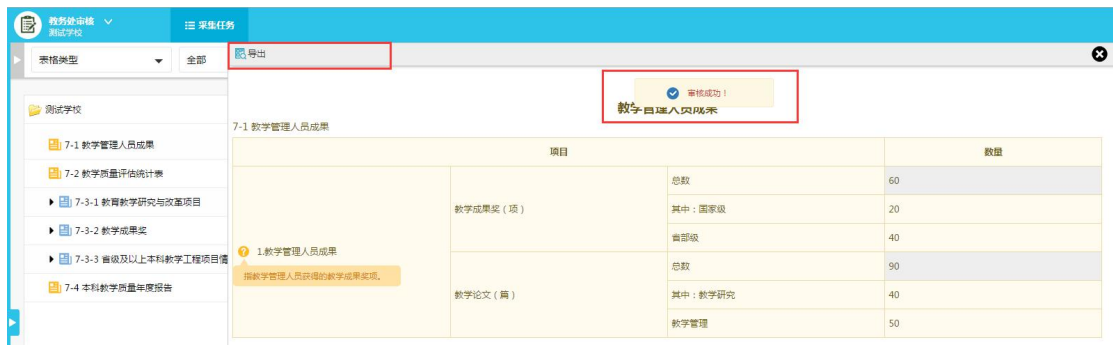 教务处审核
测试学校
采集任务
表格类型
全部
导出
审核成功！
教学管理人员成果
测试学校
7-1 教学管理人员成果
7-2 教学质量评估统计表
7-3-1 教育教学研究与改革项目
7-3-2 教学成果奖
7-3-3 省级及以上本科教学工程项目情
7-4 本科教学质量年度报告
7-1 教学管理人员成果
项目
数量
1.教学管理人员成果
指教学管理人员获得的教学成果奖项。
教学成果奖（项）
总数
60
其中：国家级
20
省部级
40
教学论文（篇）
总数
90
其中：教学研究
40
教学管理
50